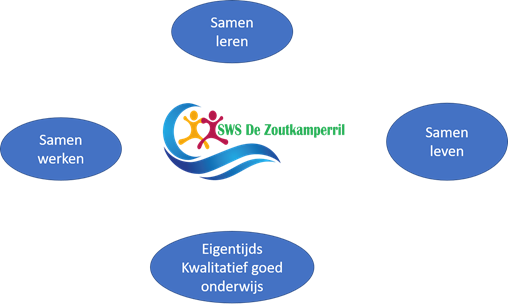 Samen
leren
SWS De Zoutkamperril
Samen
werken
Samen
leven
Eigentijds
Kwalitatief goed
onderwijs